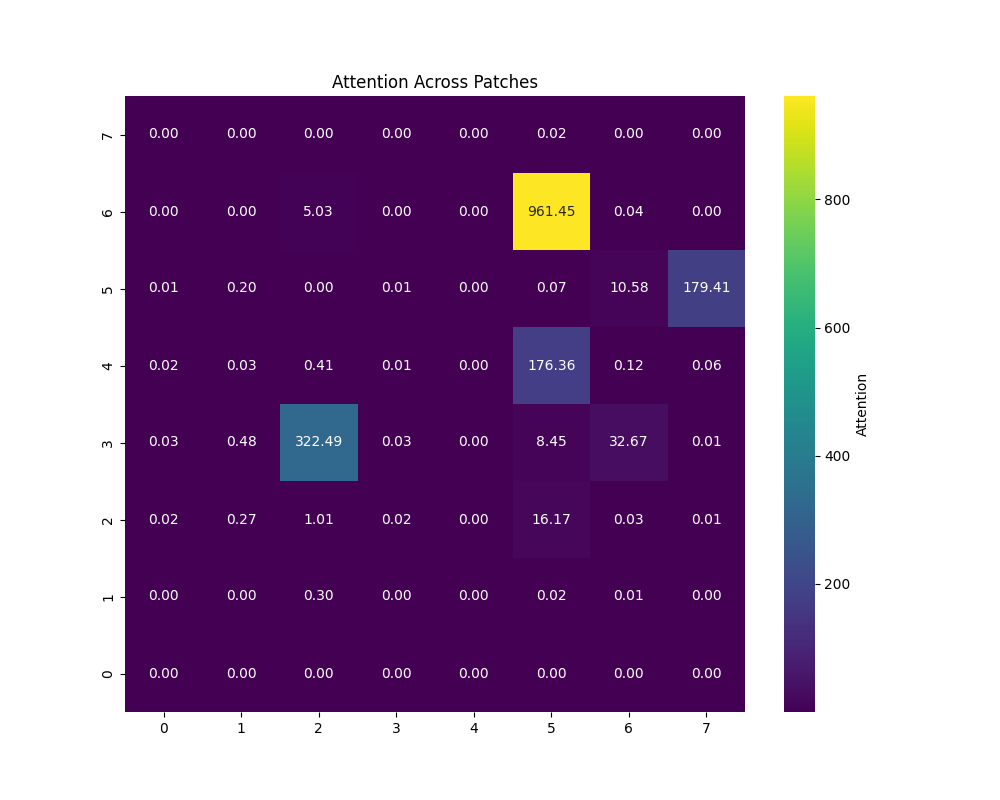 Attention Across Patches
7 0.00 0.00 0.00 0.00 0.00 0.02 0.00 0.00
6 0.00 0.00 5.03 0.00 0.00 961.45 0.04 0.00 800
5 0.01 0.20 0.00 0.01 0.00 0.07 10.58 179.41 600
4 0.02 0.03 0.41 0.01 0.00 176.36 0.12 0.06
Attention
3 0.03 0.48 322.49 0.03 0.00 8.45 32.67 0.01 400
2 0.02 0.27 1.01 0.02 0.00 16.17 0.03 0.01
1 0.00 0.00 0.30 0.00 0.00 0.02 0.01 0.00 200
0 0.00 0.00 0.00 0.00 0.00 0.00 0.00 0.00
0 1 2 3 4 5 6 7